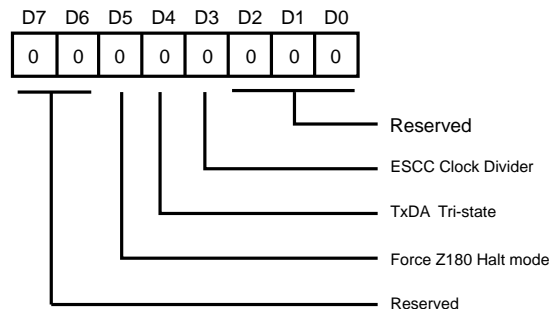 D7 D6 D5 D4 D3 D2 D1 D0
0 0 0 0 0 0 0 0
Reserved
ESCC Clock Divider
TxDA Tri-state
Force Z180 Halt mode
Reserved